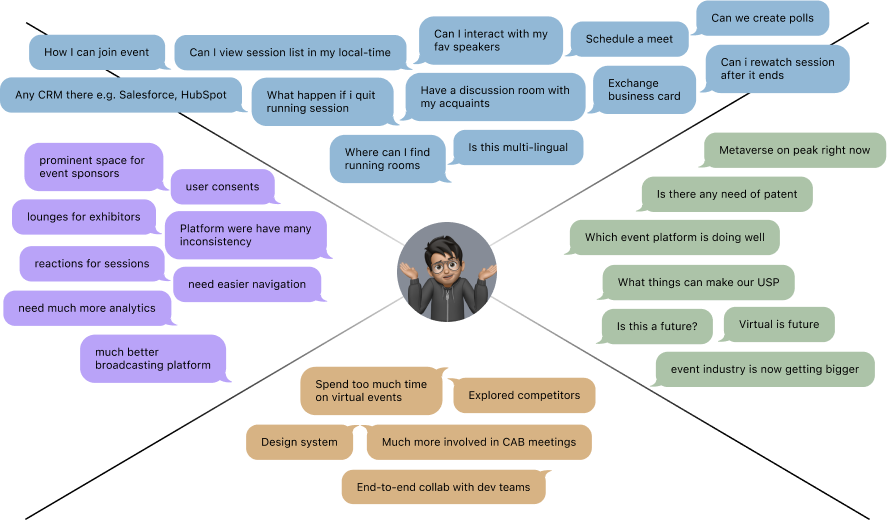 Can we create polls
How I can join event
Can I view session list in my local-time
Can I interact with my
fav speakers
Schedule a meet
Can i rewatch session
after it ends
Any CRM there e.g. Salesforce, HubSpot
What happen if i quit
running session
Have a discussion room with
my acquaints
Exchange
business card
Where can I find
running rooms
Is this multi-lingual
prominent space for
event sponsors
user consents
lounges for exhibitors
Platform were have many
inconsistency
reactions for sessions
need easier navigation
need much more analytics
much better
broadcasting platform
Metaverse on peak right now
Is there any need of patent
Which event platform is doing well
What things can make our USP
Is this a future?
Virtual is future
event industry is now getting bigger
Spend too much time
on virtual events
Explored competitors
Design system
Much more involved in CAB meetings
End-to-end collab with dev teams